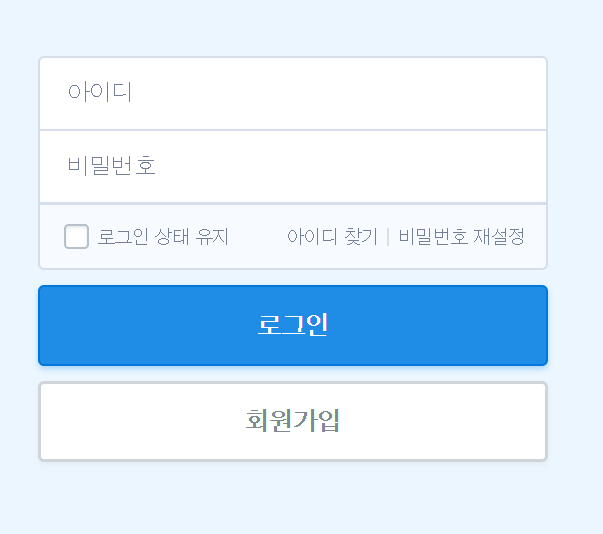 아이디
비밀번호
로그인 상태 유지 아이디 찾기 | 비밀번호 재설정
로그인
회원가입